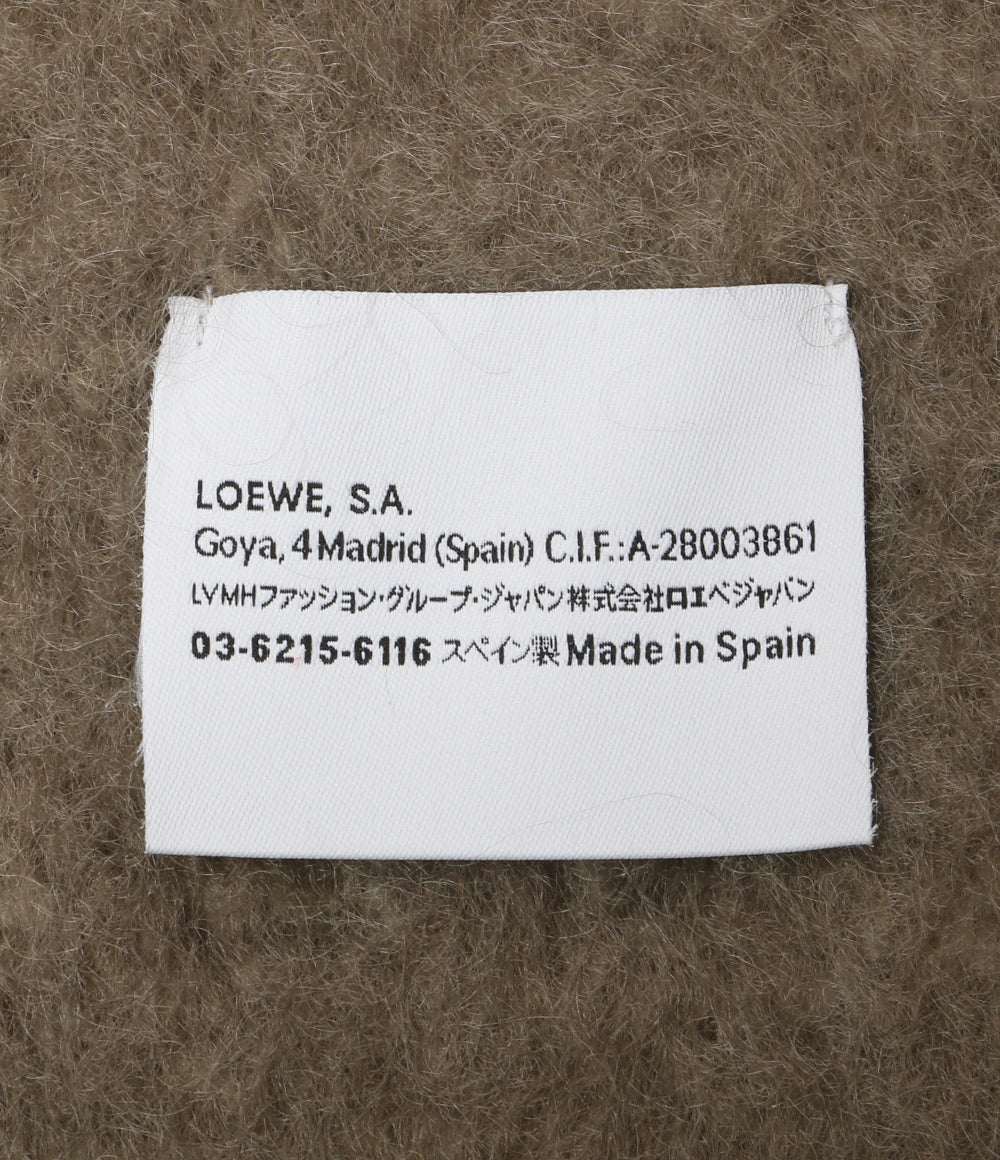 LOEWE, S.A.
Goya, 4 Madrid (Spain) C.I.F.:A-28003861
LVMHファッション・グループ・ジャパン株式会社ロエベジャパン
03-6215-6116 スペイン製 Made in Spain